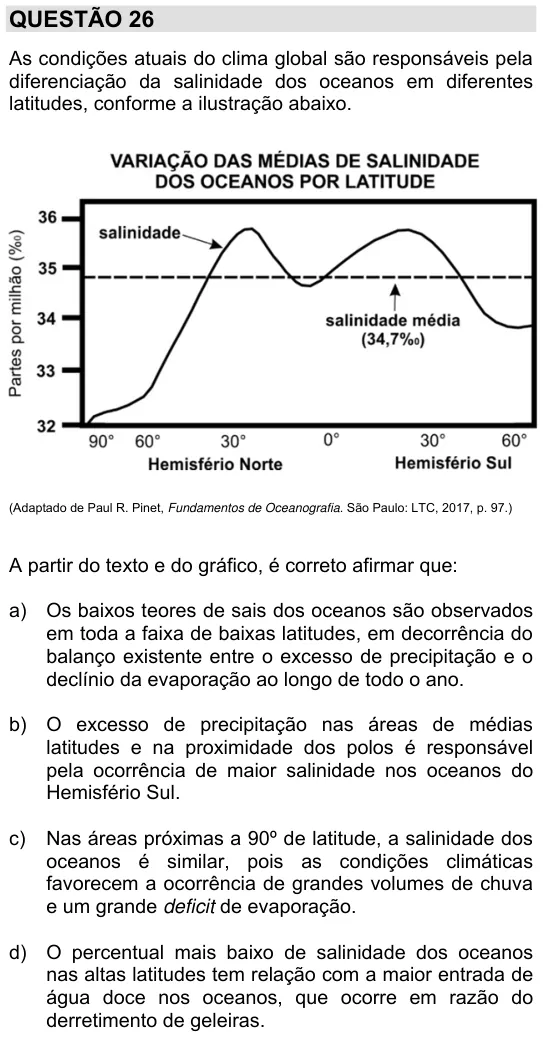 QUESTÃO 26
As condições atuais do clima global são responsáveis pela
diferenciação da salinidade dos oceanos em diferentes
latitudes, conforme a ilustração abaixo.
VARIAÇÃO DAS MÉDIAS DE SALINIDADE
DOS OCEANOS POR LATITUDE
Partes por milhão (‰)
36
35
34
33
32
salinidade
salinidade média
(34,7‰)
90° 60° 30° 0° 30° 60°
Hemisfério Norte Hemisfério Sul
(Adaptado de Paul R. Pinet, Fundamentos de Oceanografia. São Paulo: LTC, 2017, p. 97.)
A partir do texto e do gráfico, é correto afirmar que:
a) Os baixos teores de sais dos oceanos são observados
em toda a faixa de baixas latitudes, em decorrência do
balanço existente entre o excesso de precipitação e o
declínio da evaporação ao longo de todo o ano.
b) O excesso de precipitação nas áreas de médias
latitudes e na proximidade dos polos é responsável
pela ocorrência de maior salinidade nos oceanos do
Hemisfério Sul.
c) Nas áreas próximas a 90º de latitude, a salinidade dos
oceanos é similar, pois as condições climáticas
favorecem a ocorrência de grandes volumes de chuva
e um grande deficit de evaporação.
d) O percentual mais baixo de salinidade dos oceanos
nas altas latitudes tem relação com a maior entrada de
água doce nos oceanos, que ocorre em razão do
derretimento de geleiras.